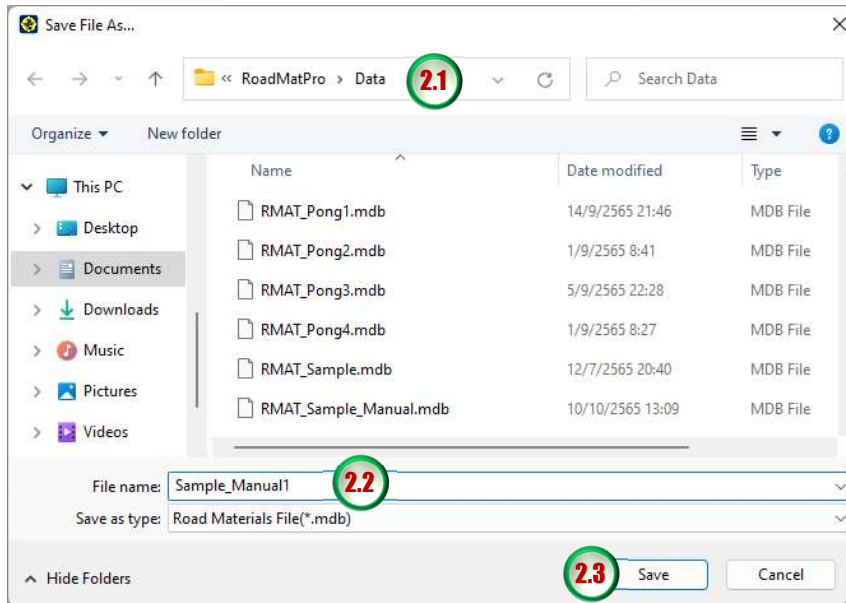 Save File As...
« RoadMatPro > Data 2.1 Search Data
Organize New folder
Name Date modified Type
This PC
Desktop
Documents
Downloads
Music
Pictures
Videos
RMAT_Pong1.mdb 14/9/2565 21:46 MDB File
RMAT_Pong2.mdb 1/9/2565 8:41 MDB File
RMAT_Pong3.mdb 5/9/2565 22:28 MDB File
RMAT_Pong4.mdb 1/9/2565 8:27 MDB File
RMAT_Sample.mdb 12/7/2565 20:40 MDB File
RMAT_Sample_Manual.mdb 10/10/2565 13:09 MDB File
File name: Sample_Manual1 2.2
Save as type: Road Materials File(*.mdb)
Hide Folders 2.3 Save Cancel